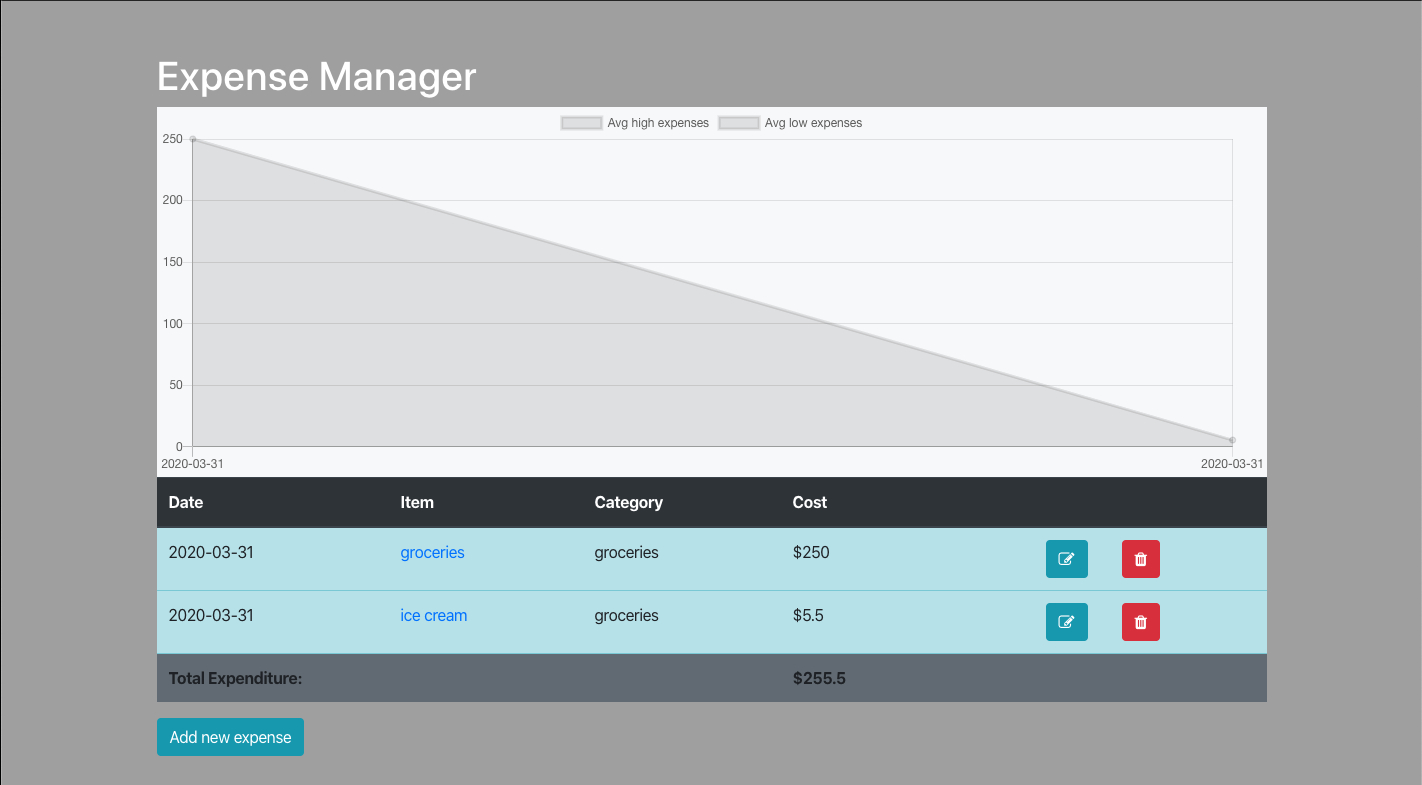 Expense Manager
Avg high expenses Avg low expenses
250
200
150
100
50
0
2020-03-31 2020-03-31
Date Item Category Cost
2020-03-31 groceries groceries $250
2020-03-31 ice cream groceries $5.5
Total Expenditure: $255.5
Add new expense